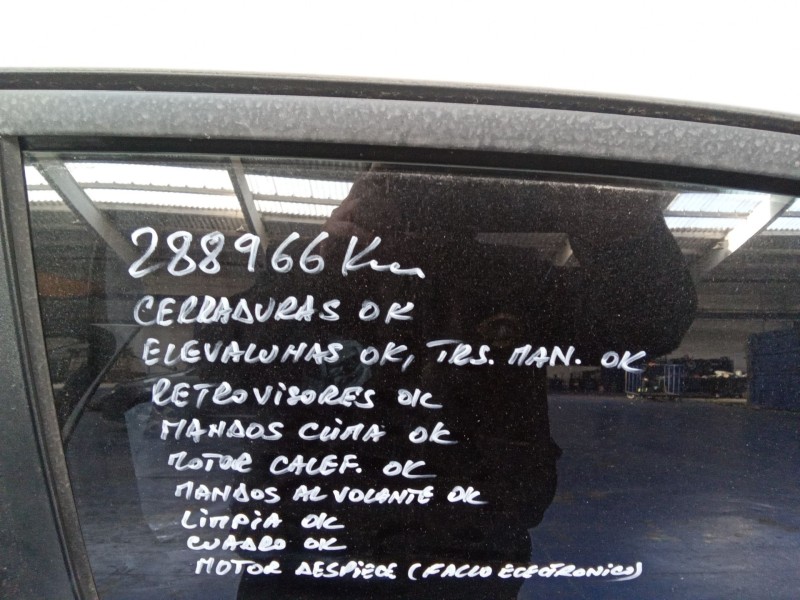 288966 Km
CERRADURAS OK
ELEVALUNAS OK, TRS. MAN. OK
RETROVISORES OK
MANDOS CLIMA OK
MOTOR CALEF. OK
MANDOS AL VOLANTE OK
LIMPIA OK
CUADRO OK
MOTOR DESPIECE (FALLO ELECTRONICO)